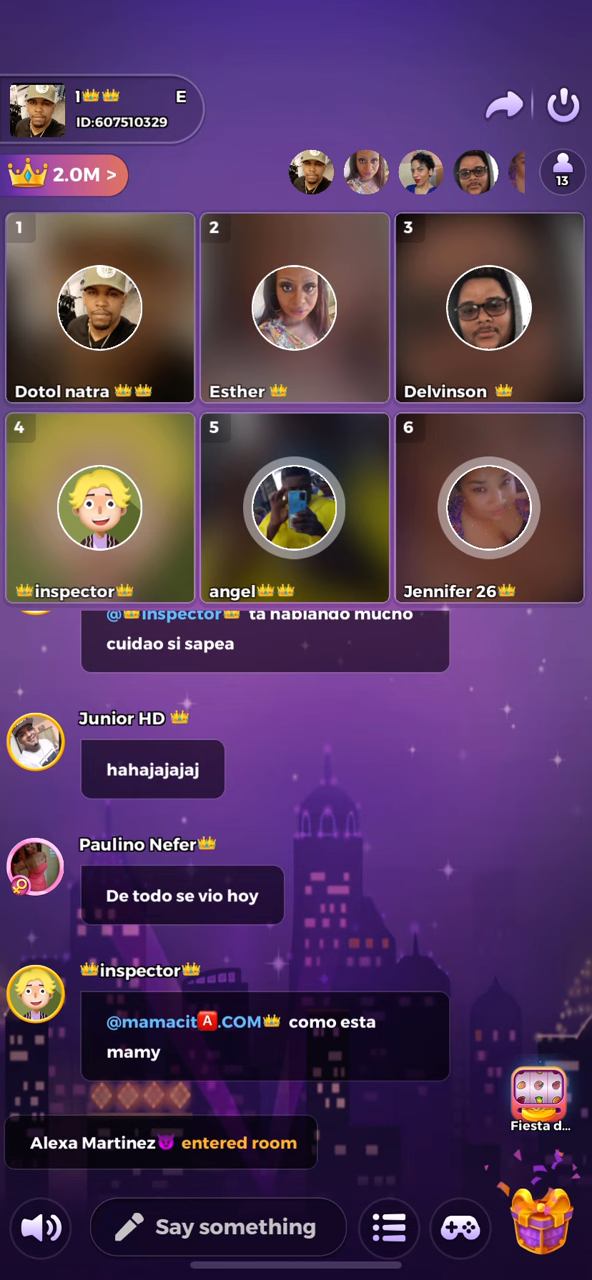 1👑👑 E
ID:607510329
2.0M >
13
1
2
3
Dotol natra 👑👑
Esther 👑
Delvinson 👑
4
5
6
👑inspector👑
angel👑👑
Jennifer 26👑
@👑inspector👑 ta hablando mucho
cuidao si sapea
Junior HD 👑
hahajajajaj
Paulino Nefer👑
De todo se vio hoy
👑inspector👑
@mamacit🅰.COM👑 como esta
mamy
Fiesta d...
Alexa Martinez😈 entered room
Say something